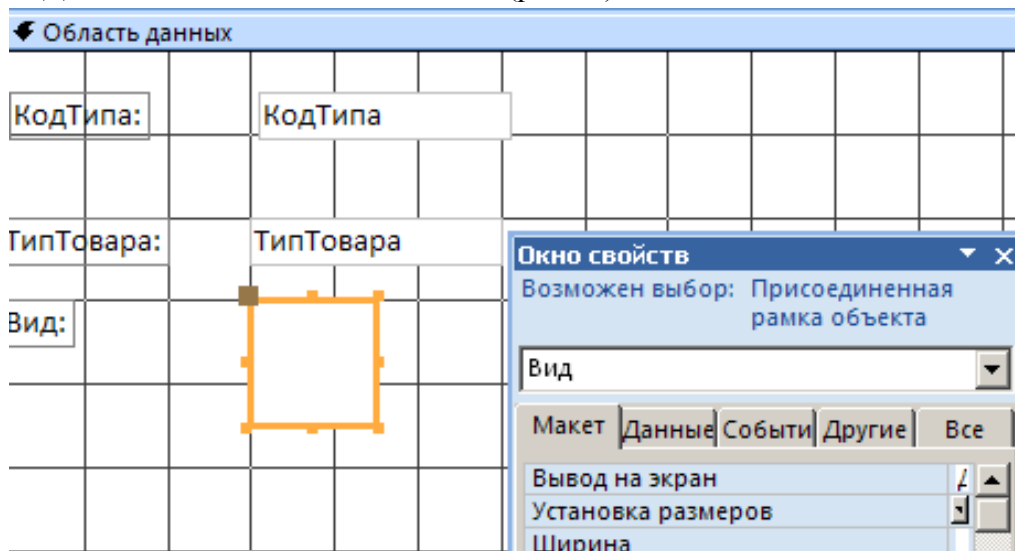 Область данных
КодТипа: КодТипа
ТипТовара: ТипТовара
Вид:
Окно свойств
Возможен выбор: Присоединенная
рамка объекта
Вид
Макет Данные Событи Другие Все
Вывод на экран
Установка размеров
Ширина